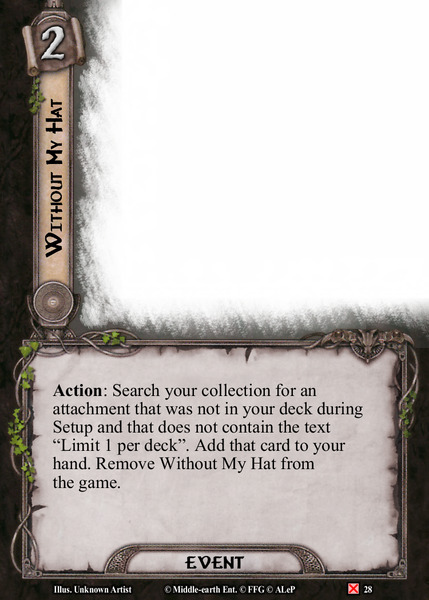 2
Without My Hat
Action: Search your collection for an
attachment that was not in your deck during
Setup and that does not contain the text
“Limit 1 per deck”. Add that card to your
hand. Remove Without My Hat from
the game.
EVENT
Illus. Unknown Artist
© Middle-earth Ent. © FFG © ALeP
28